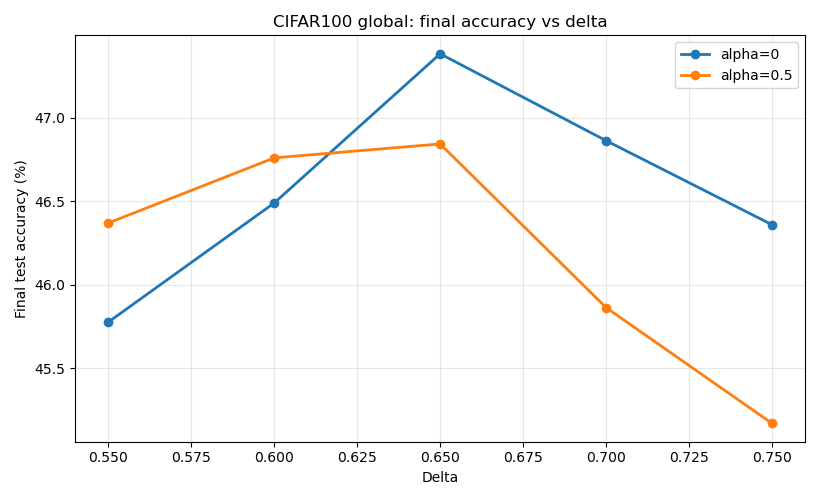 CIFAR100 global: final accuracy vs delta
alpha=0
alpha=0.5
Final test accuracy (%)
47.0
46.5
46.0
45.5
0.550 0.575 0.600 0.625 0.650 0.675 0.700 0.725 0.750
Delta